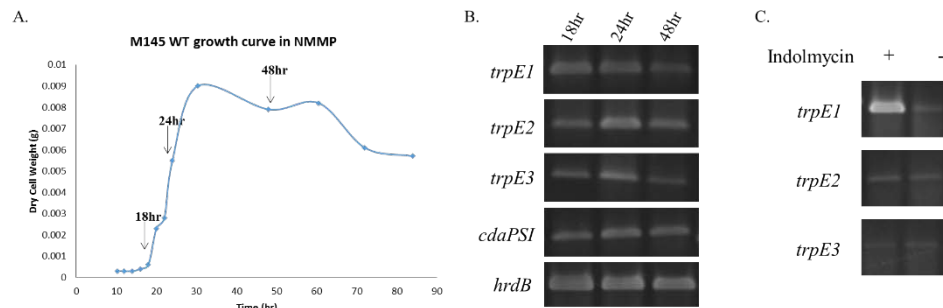 A.
M145 WT growth curve in NMMP
0.01
0.009
0.008
0.007
0.006
0.005
0.004
0.003
0.002
0.001
0
Dry Cell Weight (g)
18hr
24hr
48hr
0 10 20 30 40 50 60 70 80 90
Time (hr)
B.
18hr 24hr 48hr
trpE1
trpE2
trpE3
cdaPSI
hrdB
C.
Indolmycin + -
trpE1
trpE2
trpE3